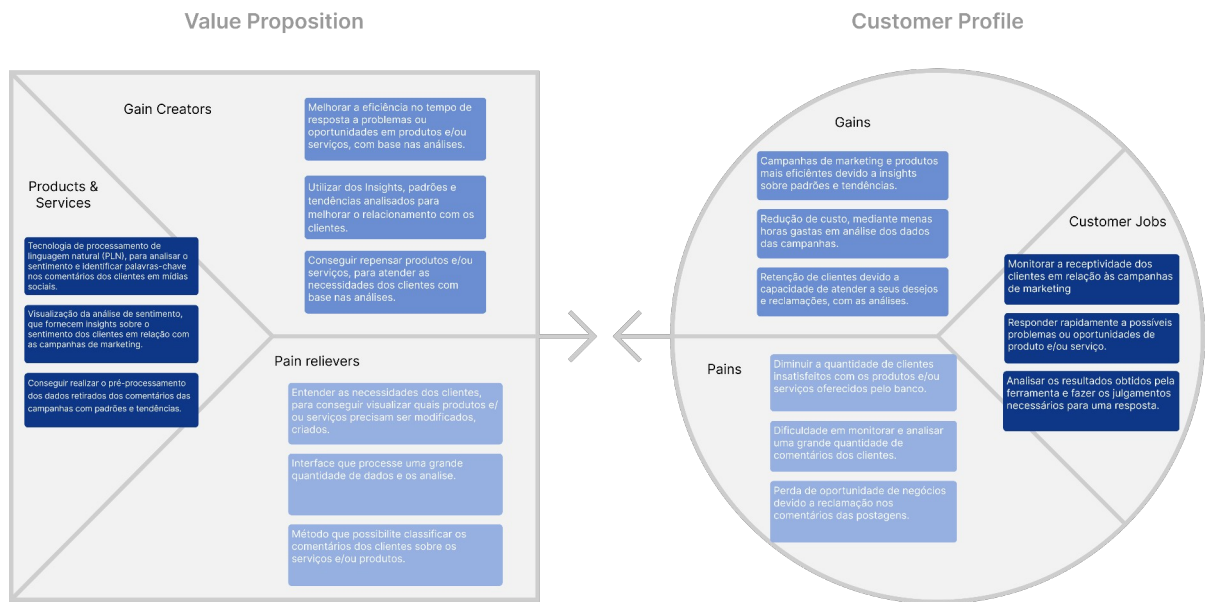 Value Proposition
Customer Profile
Gain Creators
Melhorar a eficiência no tempo de
resposta a problemas ou
oportunidades em produtos e/ou
serviços, com base nas análises.
Utilizar dos Insights, padrões e
tendências analisados para
melhorar o relacionamento com os
clientes.
Conseguir repensar produtos e/ou
serviços, para atender as
necessidades dos clientes com
base nas análises.
Products &
Services
Tecnologia de processamento de
linguagem natural (PLN), para analisar o
sentimento e identificar palavras-chave
nos comentários dos clientes em mídias
sociais.
Visualização da análise de sentimento,
que fornecem insights sobre o
sentimento dos clientes em relação com
as campanhas de marketing.
Conseguir realizar o pré-processamento
dos dados retirados dos comentários das
campanhas com padrões e tendências.
Pain relievers
Entender as necessidades dos clientes,
para conseguir visualizar quais produtos e/
ou serviços precisam ser modificados,
criados.
Interface que processe uma grande
quantidade de dados e os analise.
Método que possibilite classificar os
comentários dos clientes sobre os
serviços e/ou produtos.
Gains
Campanhas de marketing e produtos
mais eficiêntes devido a insights
sobre padrões e tendências.
Redução de custo, mediante menas
horas gastas em análise dos dados
das campanhas.
Retenção de clientes devido a
capacidade de atender a seus desejos
e reclamações, com as análises.
Customer Jobs
Monitorar a receptividade dos
clientes em relação às campanhas
de marketing
Responder rapidamente a possíveis
problemas ou oportunidades de
produto e/ou serviço.
Analisar os resultados obtidos pela
ferramenta e fazer os julgamentos
necessários para uma resposta.
Pains
Diminuir a quantidade de clientes
insatisfeitos com os produtos e/ou
serviços oferecidos pelo banco.
Dificuldade em monitorar e analisar
uma grande quantidade de
comentários dos clientes.
Perda de oportunidade de negócios
devido a reclamação nos
comentários das postagens.